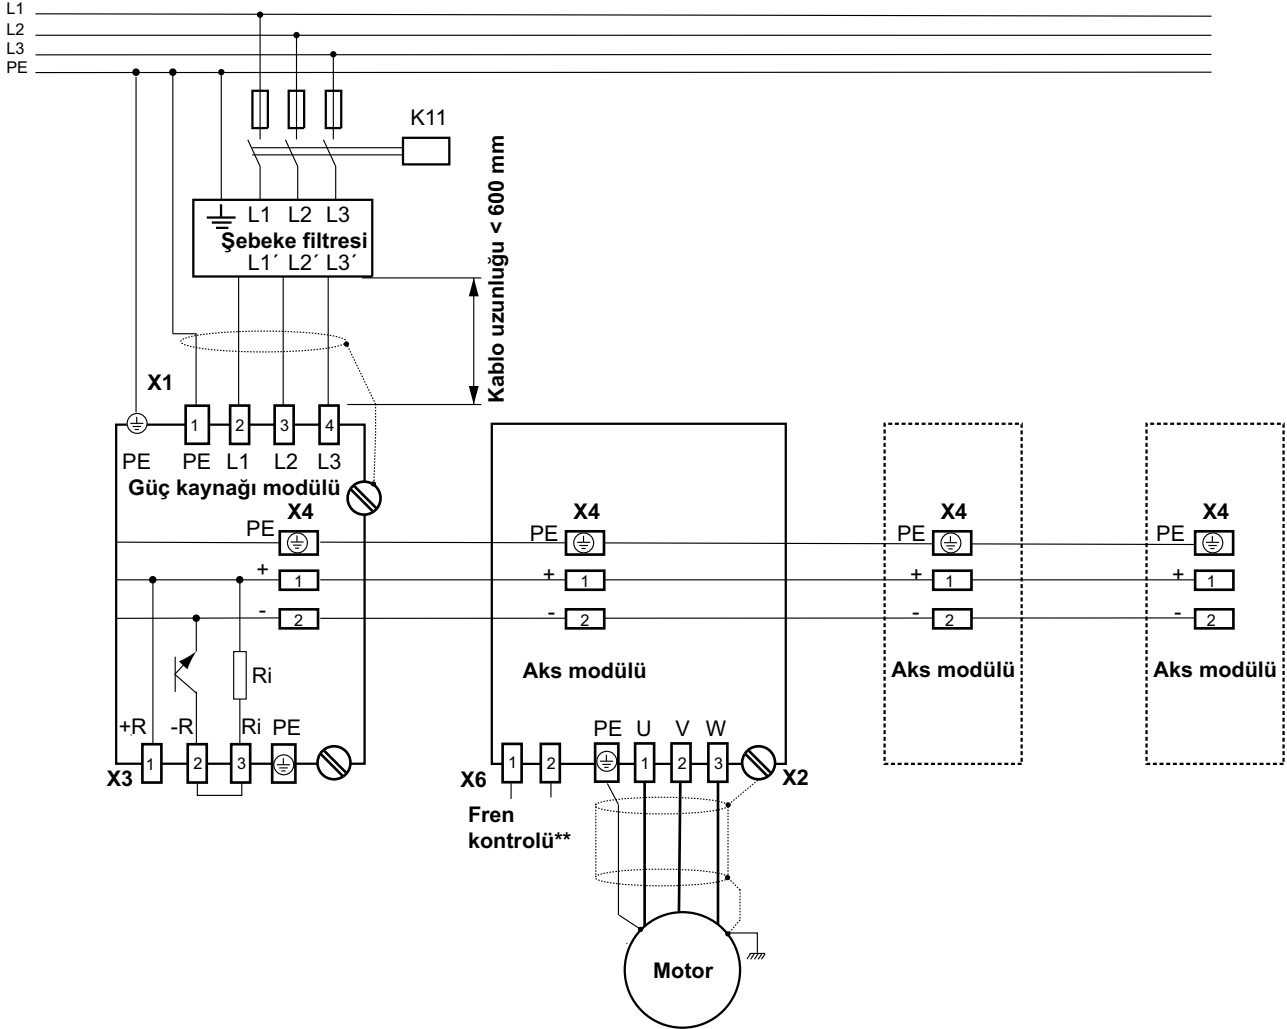 L1
L2
L3
PE
K11
L1 L2 L3
Şebeke filtresi
L1´ L2´ L3´
Kablo uzunluğu < 600 mm
X1
1 2 3 4
PE PE L1 L2 L3
Güç kaynağı modülü
X4 X4 X4 X4
PE PE PE PE
+ 1 + 1 + 1 + 1
- 2 - 2 - 2 - 2
Ri
Aks modülü Aks modülü Aks modülü
+R -R Ri PE
X3 1 2 3
PE U V W
X6 1 2 1 2 3 X2
Fren
kontrolü**
Motor